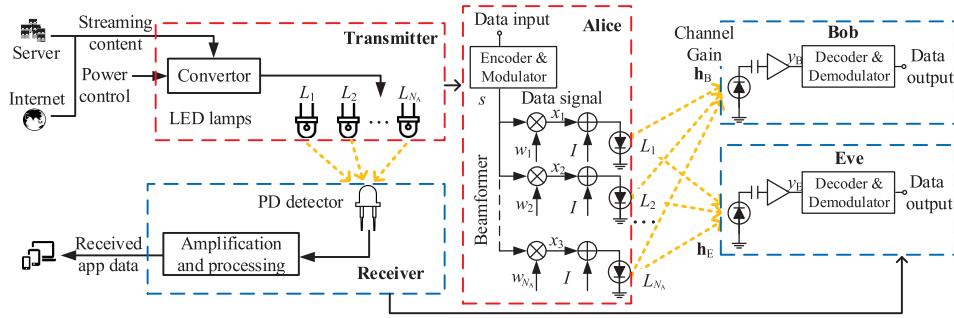 Server
Streaming
content
Internet
Power
control
Transmitter
Convertor
LED lamps
L1
L2
...
LNA
PD detector
Received
app data
Amplification
and processing
Receiver
Alice
Data input
Encoder &
Modulator
s
Data signal
Beamformer
x1
w1
I
L1
x2
w2
I
L2
...
x3
wNA
I
LNA
Channel
Gain
hB
hE
Bob
vB
Decoder &
Demodulator
Data
output
Eve
vE
Decoder &
Demodulator
Data
output